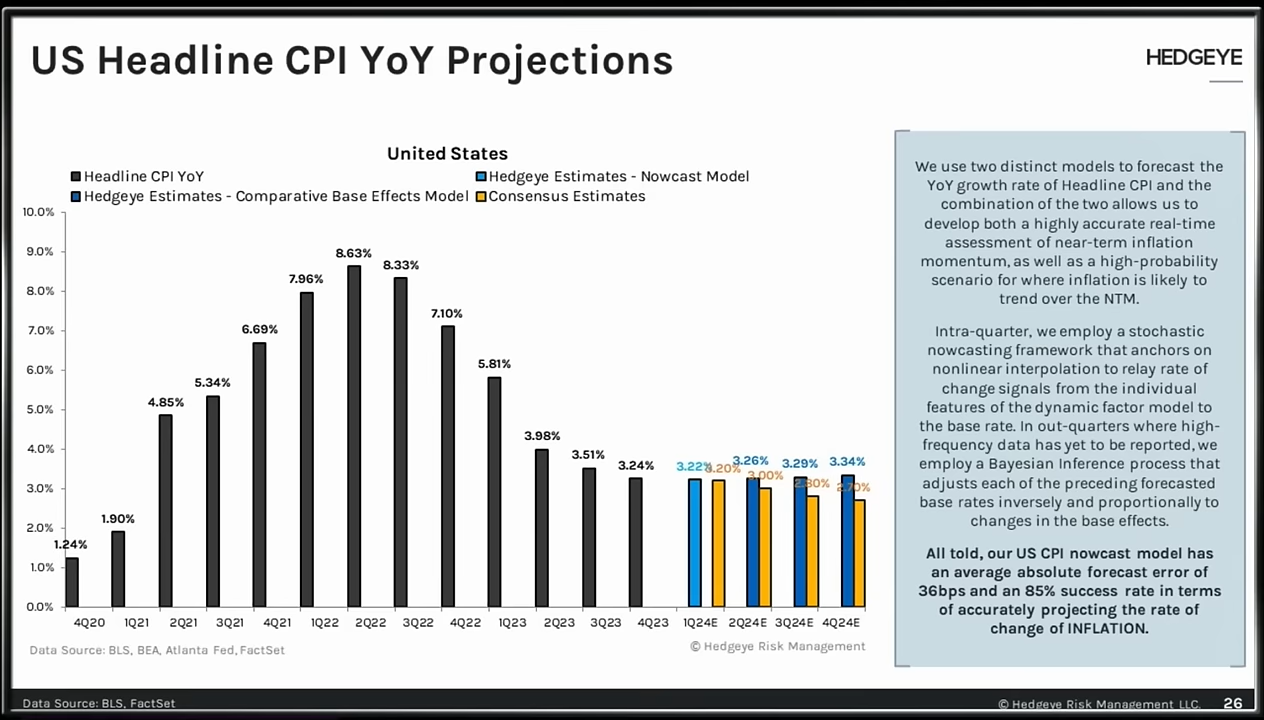 US Headline CPI YoY Projections
HEDGEYE
United States
Headline CPI YoY
Hedgeye Estimates - Nowcast Model
Hedgeye Estimates - Comparative Base Effects Model
Consensus Estimates
10.0%
9.0%
8.0%
7.0%
6.0%
5.0%
4.0%
3.0%
2.0%
1.0%
0.0%
1.24%
1.90%
4.85%
5.34%
6.69%
7.96%
8.63%
8.33%
7.10%
5.81%
3.98%
3.51%
3.24%
3.22%
3.20%
3.26%
3.00%
3.29%
2.80%
3.34%
2.70%
4Q20 1Q21 2Q21 3Q21 4Q21 1Q22 2Q22 3Q22 4Q22 1Q23 2Q23 3Q23 4Q23 1Q24E 2Q24E 3Q24E 4Q24E
Data Source: BLS, BEA, Atlanta Fed, FactSet
© Hedgeye Risk Management
We use two distinct models to forecast the
YoY growth rate of Headline CPI and the
combination of the two allows us to
develop both a highly accurate real-time
assessment of near-term inflation
momentum, as well as a high-probability
scenario for where inflation is likely to
trend over the NTM.
Intra-quarter, we employ a stochastic
nowcasting framework that anchors on
nonlinear interpolation to relay rate of
change signals from the individual
features of the dynamic factor model to
the base rate. In out-quarters where high-
frequency data has yet to be reported, we
employ a Bayesian Inference process that
adjusts each of the preceding forecasted
base rates inversely and proportionally to
changes in the base effects.
All told, our US CPI nowcast model has
an average absolute forecast error of
36bps and an 85% success rate in terms
of accurately projecting the rate of
change of INFLATION.
Data Source: BLS, FactSet
© Hedgeye Risk Management LLC.
26